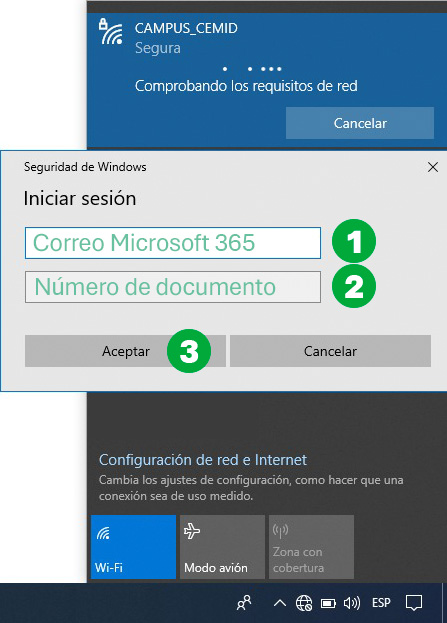 CAMPUS_CEMID
Segura
Comprobando los requisitos de red
Cancelar
Seguridad de Windows
Iniciar sesión
Correo Microsoft 365
1
Número de documento
2
Aceptar
3
Cancelar
Configuración de red e Internet
Cambia los ajustes de configuración, como hacer que una
conexión sea de uso medido.
Wi-Fi
Modo avión
Zona con
cobertura
ESP